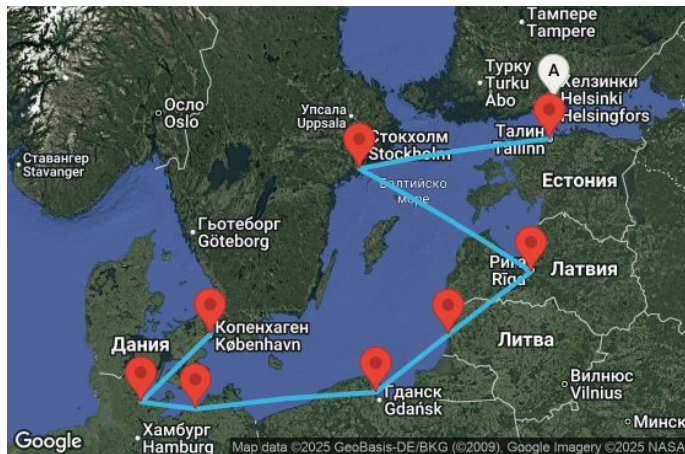 Тампере
Tampere
Турку
Turku
Åbo
A
Хелзинки
Helsinki
Helsingfors
Осло
Oslo
Упсала
Uppsala
Стокхолм
Stockholm
Талин
Tallinn
Ставангер
Stavanger
Балтийско
море
Естония
Гьотеборг
Göteborg
Рига
Rīga
Латвия
Копенхаген
København
Дания
Литва
Вилнюс
Vilnius
Гданск
Gdańsk
Минск
Хамбург
Hamburg
Google
Map data ©2025 GeoBasis-DE/BKG (©2009), Google Imagery ©2025 NASA